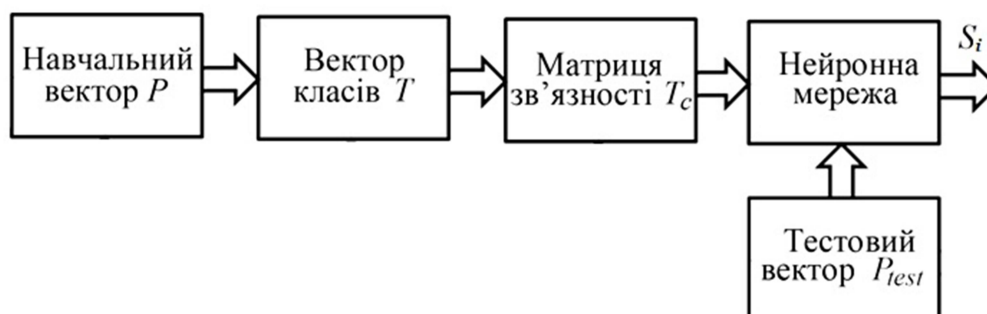 Навчальний
вектор P
Вектор
класів T
Матриця
зв’язності Tc
Нейронна
мережа
Si
Тестовий
вектор Ptest